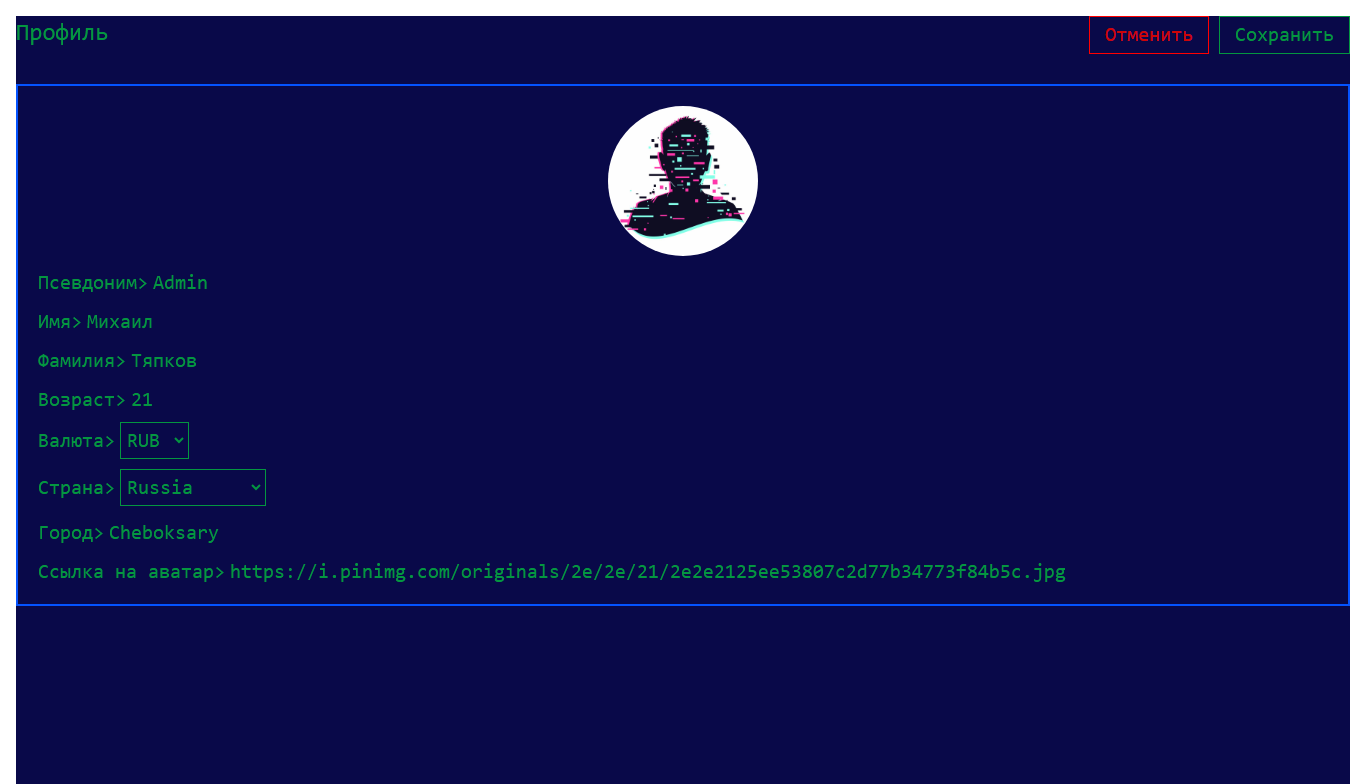 Профиль
Отменить
Сохранить
Псевдоним> Admin
Имя> Михаил
Фамилия> Тяпков
Возраст> 21
Валюта> RUB
Страна> Russia
Город> Cheboksary
Ссылка на аватар> https://i.pinimg.com/originals/2e/2e/21/2e2e2125ee53807c2d77b34773f84b5c.jpg